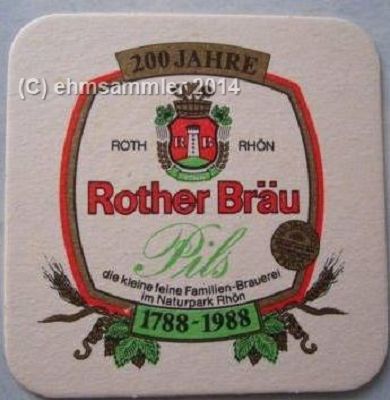 200 JAHRE
(C) ehmsammler 2014
ROTH RHÖN
R B
Rother Bräu
Pils
die kleine feine Familien-Brauerei
im Naturpark Rhön
1788-1988